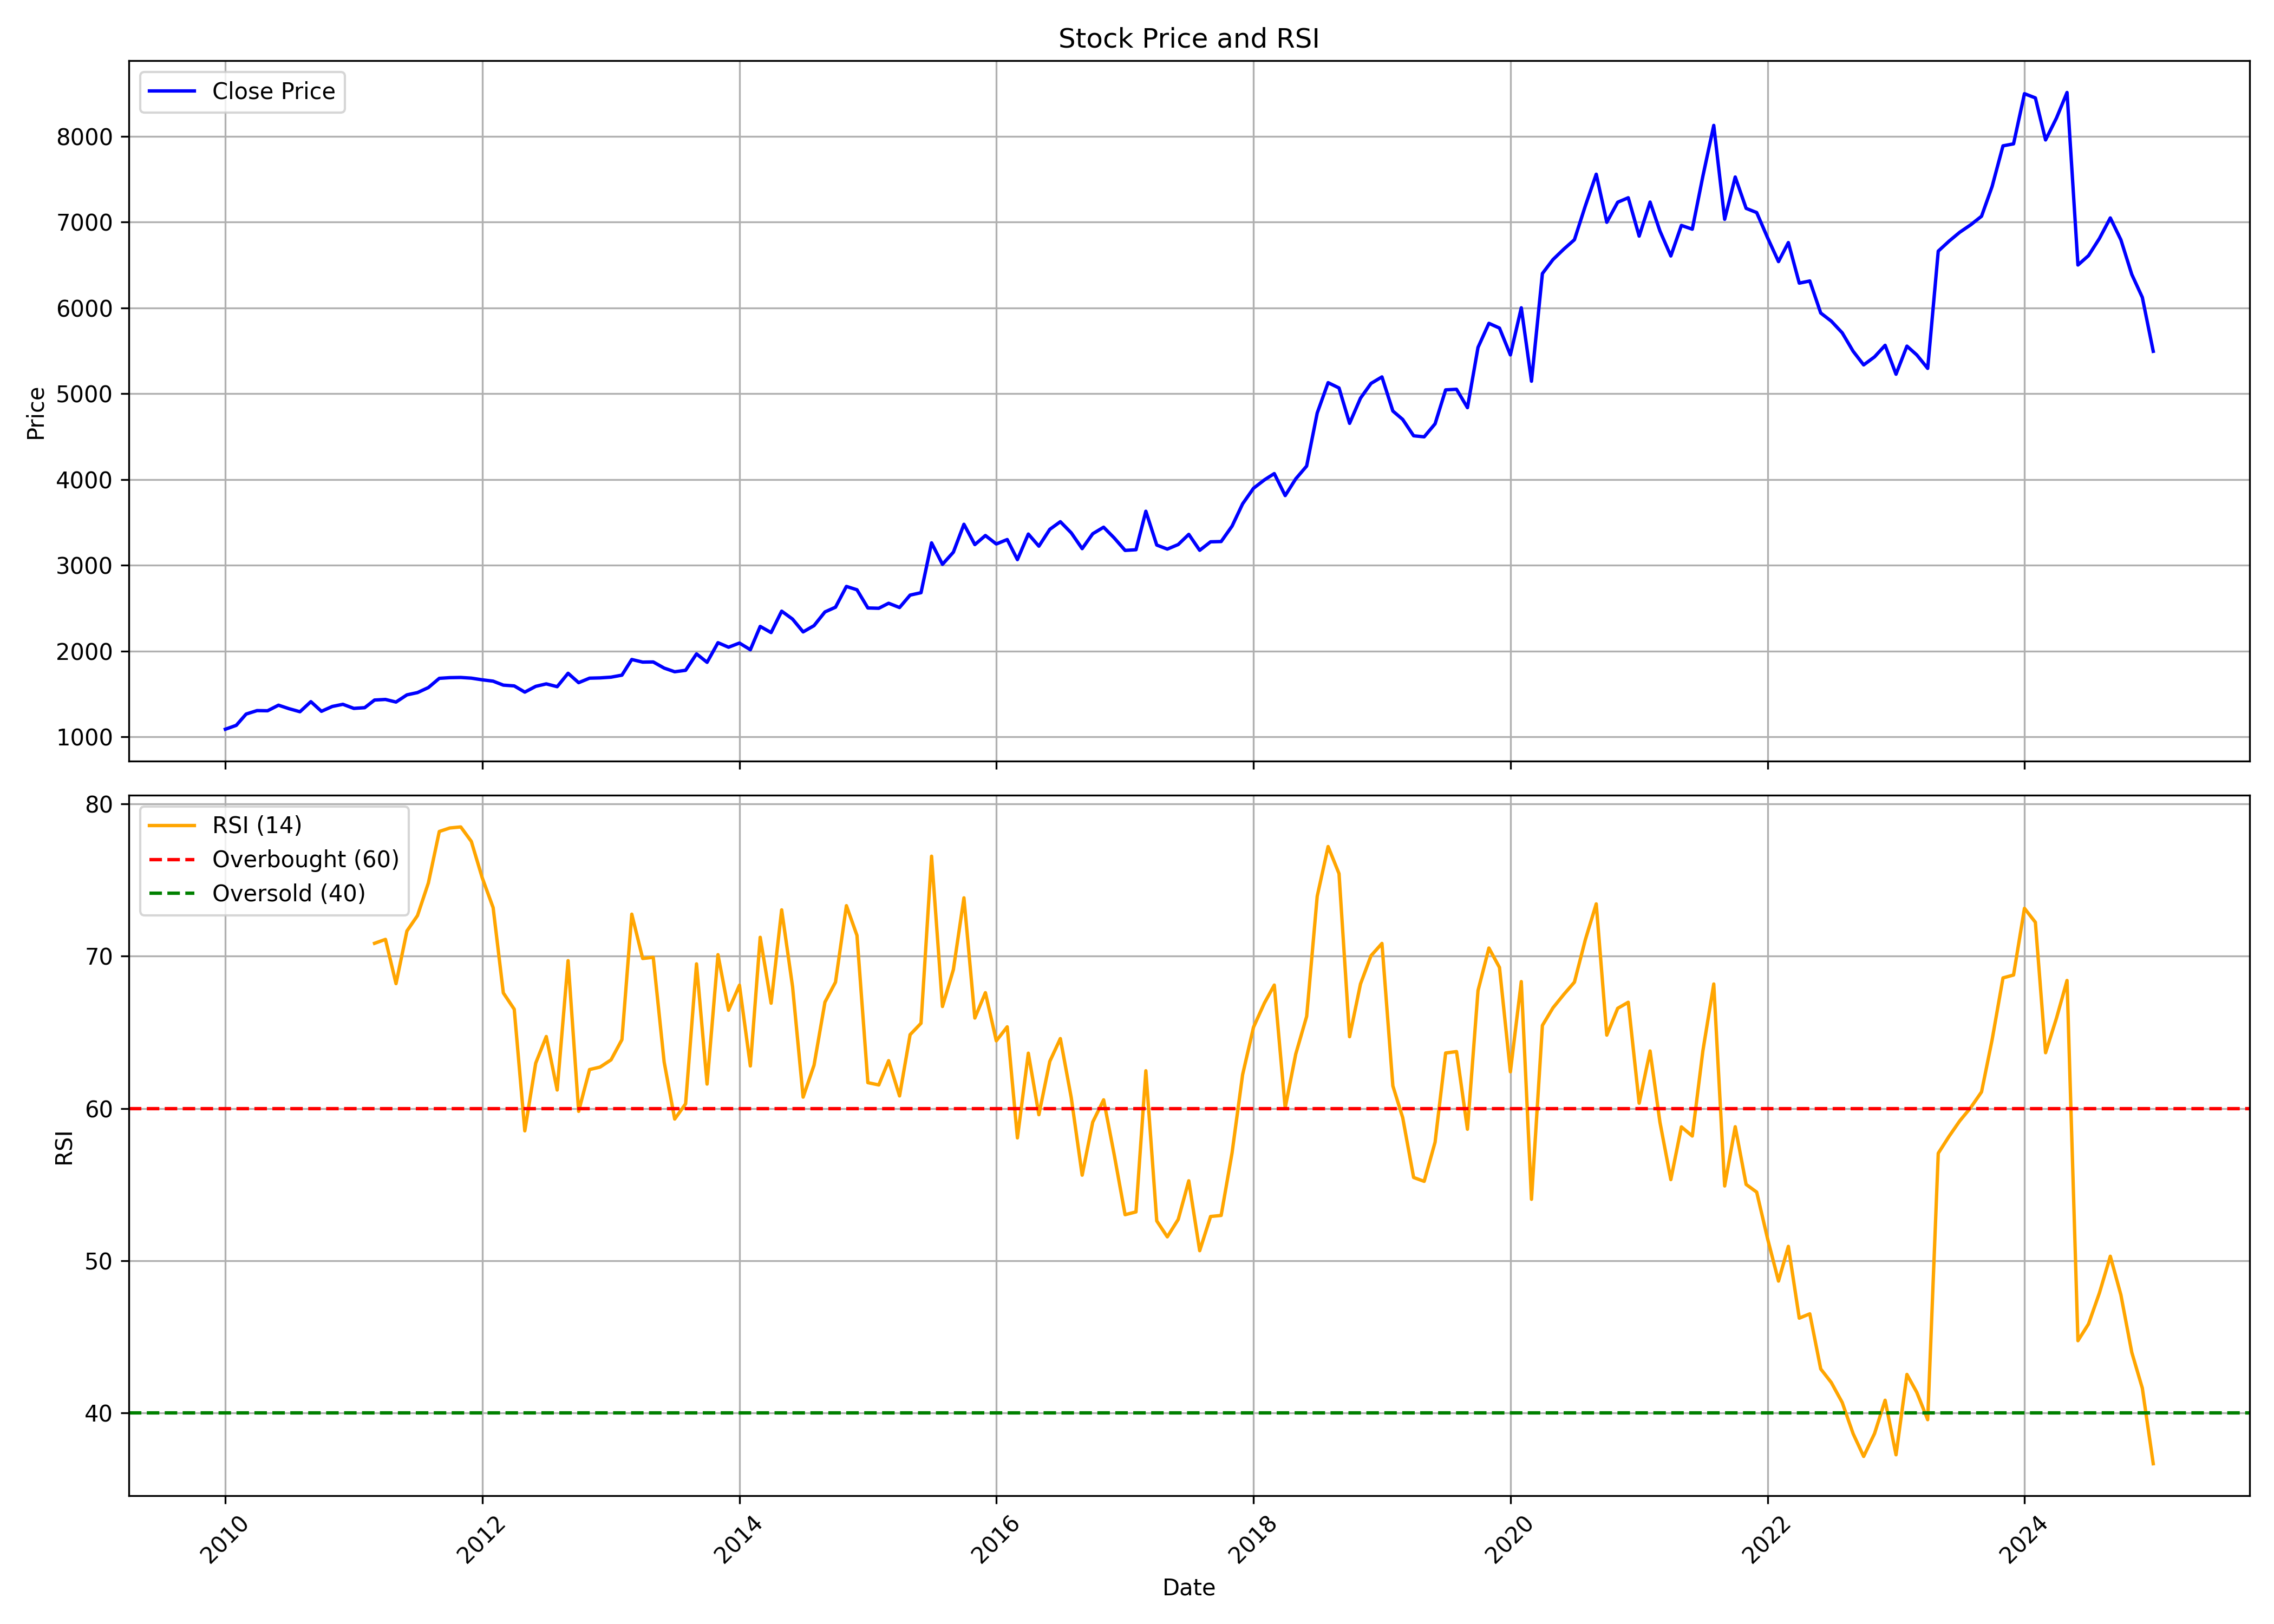 Stock Price and RSI
Close Price
8000
7000
6000
5000
4000
3000
2000
1000
Price
80
70
60
50
40
RSI (14)
Overbought (60)
Oversold (40)
RSI
2010
2012
2014
2016
2018
2020
2022
2024
Date